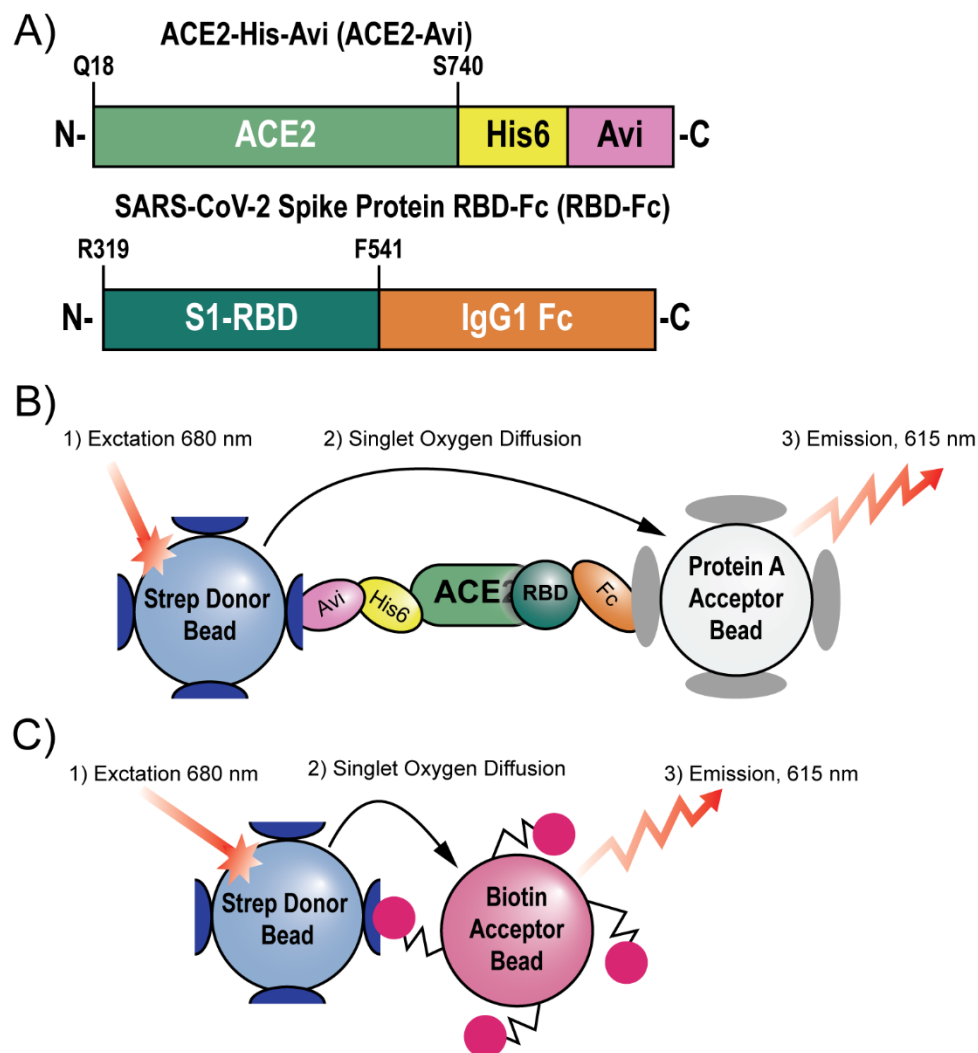 A)
ACE2-His-Avi (ACE2-Avi)
Q18 S740
N- ACE2 His6 Avi -C
SARS-CoV-2 Spike Protein RBD-Fc (RBD-Fc)
R319 F541
N- S1-RBD IgG1 Fc -C
B)
1) Exctation 680 nm 2) Singlet Oxygen Diffusion 3) Emission, 615 nm
Strep Donor
Bead
Avi His6 ACE2 RBD Fc
Protein A
Acceptor
Bead
C)
1) Exctation 680 nm 2) Singlet Oxygen Diffusion 3) Emission, 615 nm
Strep Donor
Bead
Biotin
Acceptor
Bead